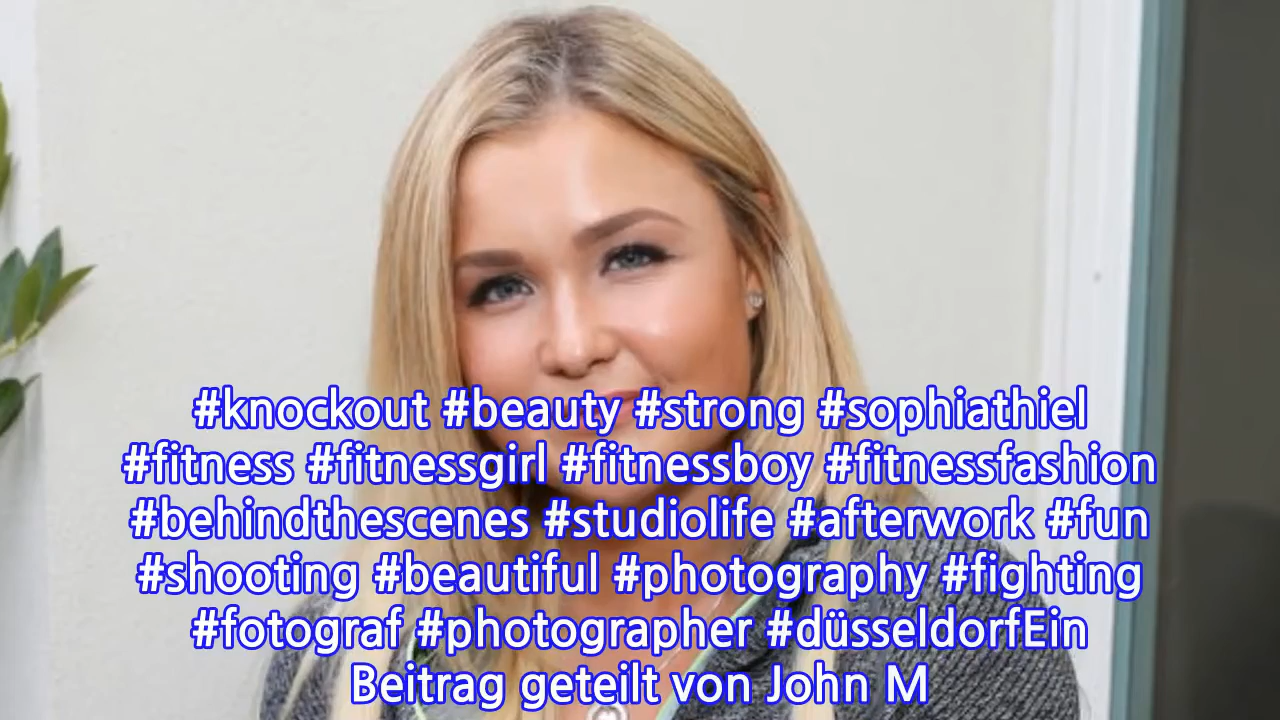 #knockout #beauty #strong #sophiathiel
#fitness #fitnessgirl #fitnessboy #fitnessfashion
#behindthescenes #studiolife #afterwork #fun
#shooting #beautiful #photography #fighting
#fotograf #photographer #düsseldorfEin
Beitrag geteilt von John M